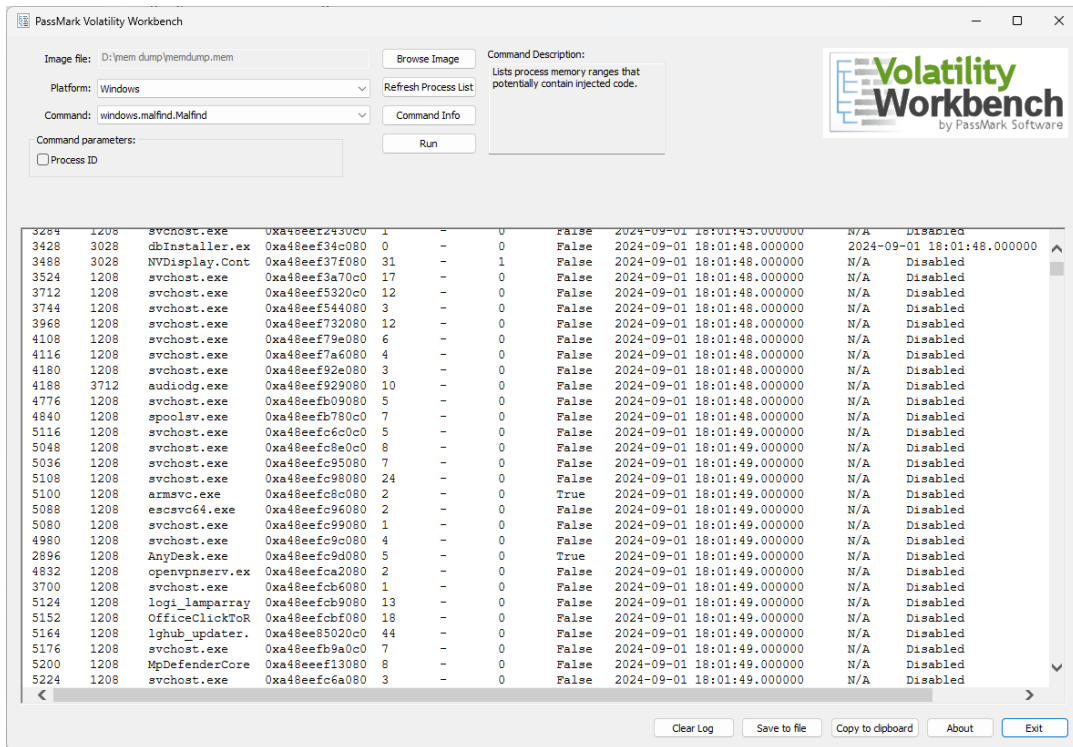 PassMark Volatility Workbench
Image file: D:\mem dump\memdump.mem
Browse Image
Command Description:
Lists process memory ranges that
potentially contain injected code.
Volatility
Workbench
by PassMark Software
Platform: Windows
Refresh Process List
Command: windows.malfind.Malfind
Command Info
Command parameters:
Process ID
Run
3284 1208 svchost.exe 0xa48eef2430c0 1 - 0 False 2024-09-01 18:01:45.000000 N/A Disabled
3428 3028 dbInstaller.ex 0xa48eef34c080 0 - 0 False 2024-09-01 18:01:48.000000 2024-09-01 18:01:48.000000
3488 3028 NVDisplay.Cont 0xa48eef37f080 31 - 1 False 2024-09-01 18:01:48.000000 N/A Disabled
3524 1208 svchost.exe 0xa48eef3a70c0 17 - 0 False 2024-09-01 18:01:48.000000 N/A Disabled
3712 1208 svchost.exe 0xa48eef5320c0 12 - 0 False 2024-09-01 18:01:48.000000 N/A Disabled
3744 1208 svchost.exe 0xa48eef544080 3 - 0 False 2024-09-01 18:01:48.000000 N/A Disabled
3968 1208 svchost.exe 0xa48eef732080 12 - 0 False 2024-09-01 18:01:48.000000 N/A Disabled
4108 1208 svchost.exe 0xa48eef79e080 6 - 0 False 2024-09-01 18:01:48.000000 N/A Disabled
4116 1208 svchost.exe 0xa48eef7a6080 4 - 0 False 2024-09-01 18:01:48.000000 N/A Disabled
4180 1208 svchost.exe 0xa48eef92e080 3 - 0 False 2024-09-01 18:01:48.000000 N/A Disabled
4188 3712 audiodg.exe 0xa48eef929080 10 - 0 False 2024-09-01 18:01:48.000000 N/A Disabled
4776 1208 svchost.exe 0xa48eefb09080 5 - 0 False 2024-09-01 18:01:48.000000 N/A Disabled
4840 1208 spoolsv.exe 0xa48eefb780c0 7 - 0 False 2024-09-01 18:01:48.000000 N/A Disabled
5116 1208 svchost.exe 0xa48eefc6c0c0 5 - 0 False 2024-09-01 18:01:49.000000 N/A Disabled
5048 1208 svchost.exe 0xa48eefc8e0c0 8 - 0 False 2024-09-01 18:01:49.000000 N/A Disabled
5036 1208 svchost.exe 0xa48eefc95080 7 - 0 False 2024-09-01 18:01:49.000000 N/A Disabled
5108 1208 svchost.exe 0xa48eefc98080 24 - 0 False 2024-09-01 18:01:49.000000 N/A Disabled
5100 1208 armsvc.exe 0xa48eefc8c080 2 - 0 True 2024-09-01 18:01:49.000000 N/A Disabled
5088 1208 escsvc64.exe 0xa48eefc96080 2 - 0 False 2024-09-01 18:01:49.000000 N/A Disabled
5080 1208 svchost.exe 0xa48eefc99080 1 - 0 False 2024-09-01 18:01:49.000000 N/A Disabled
4980 1208 svchost.exe 0xa48eefc9c080 4 - 0 False 2024-09-01 18:01:49.000000 N/A Disabled
2896 1208 AnyDesk.exe 0xa48eefc9d080 5 - 0 True 2024-09-01 18:01:49.000000 N/A Disabled
4832 1208 openvpnserv.ex 0xa48eefca2080 2 - 0 False 2024-09-01 18:01:49.000000 N/A Disabled
3700 1208 svchost.exe 0xa48eefcb6080 1 - 0 False 2024-09-01 18:01:49.000000 N/A Disabled
5124 1208 logi_lamparray 0xa48eefcb9080 13 - 0 False 2024-09-01 18:01:49.000000 N/A Disabled
5152 1208 OfficeClickToR 0xa48eefcbf080 18 - 0 False 2024-09-01 18:01:49.000000 N/A Disabled
5164 1208 lghub_updater. 0xa48ee85020c0 44 - 0 False 2024-09-01 18:01:49.000000 N/A Disabled
5176 1208 svchost.exe 0xa48eefb9a0c0 7 - 0 False 2024-09-01 18:01:49.000000 N/A Disabled
5200 1208 MpDefenderCore 0xa48eeef13080 8 - 0 False 2024-09-01 18:01:49.000000 N/A Disabled
5224 1208 svchost.exe 0xa48eefc6a080 3 - 0 False 2024-09-01 18:01:49.000000 N/A Disabled
Clear Log
Save to file
Copy to clipboard
About
Exit